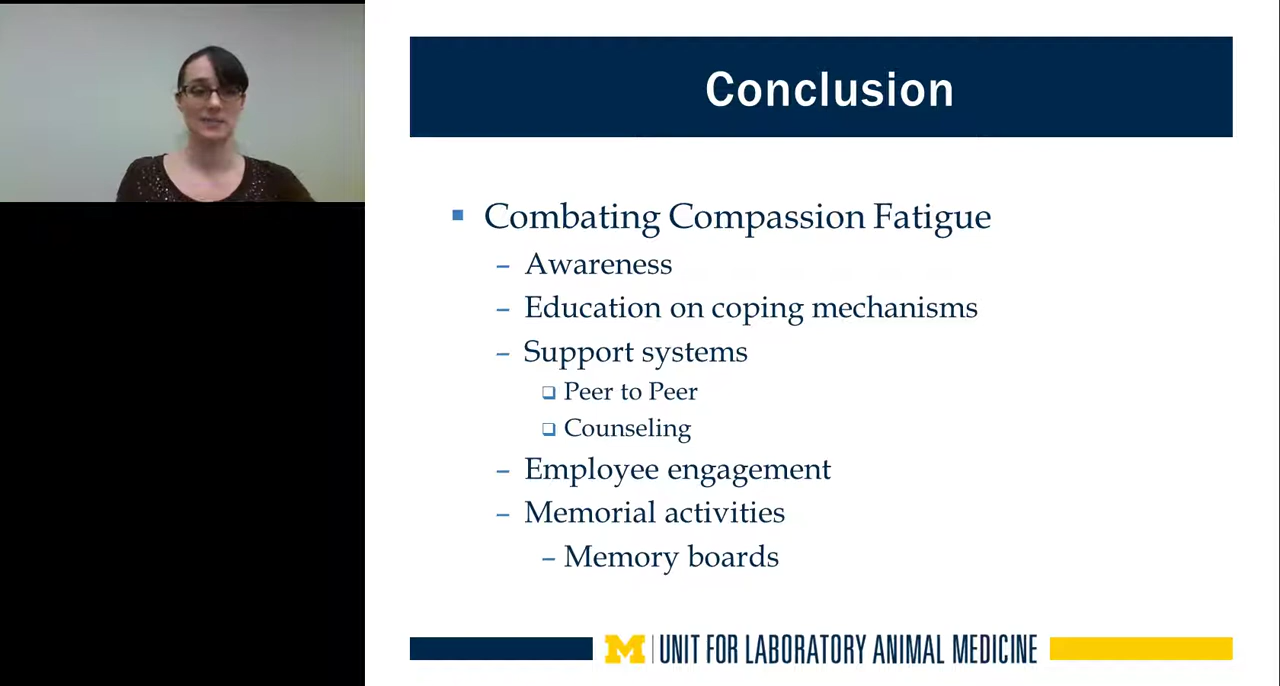 Conclusion
▪ Combating Compassion Fatigue
– Awareness
– Education on coping mechanisms
– Support systems
❑ Peer to Peer
❑ Counseling
– Employee engagement
– Memorial activities
– Memory boards
M | UNIT FOR LABORATORY ANIMAL MEDICINE